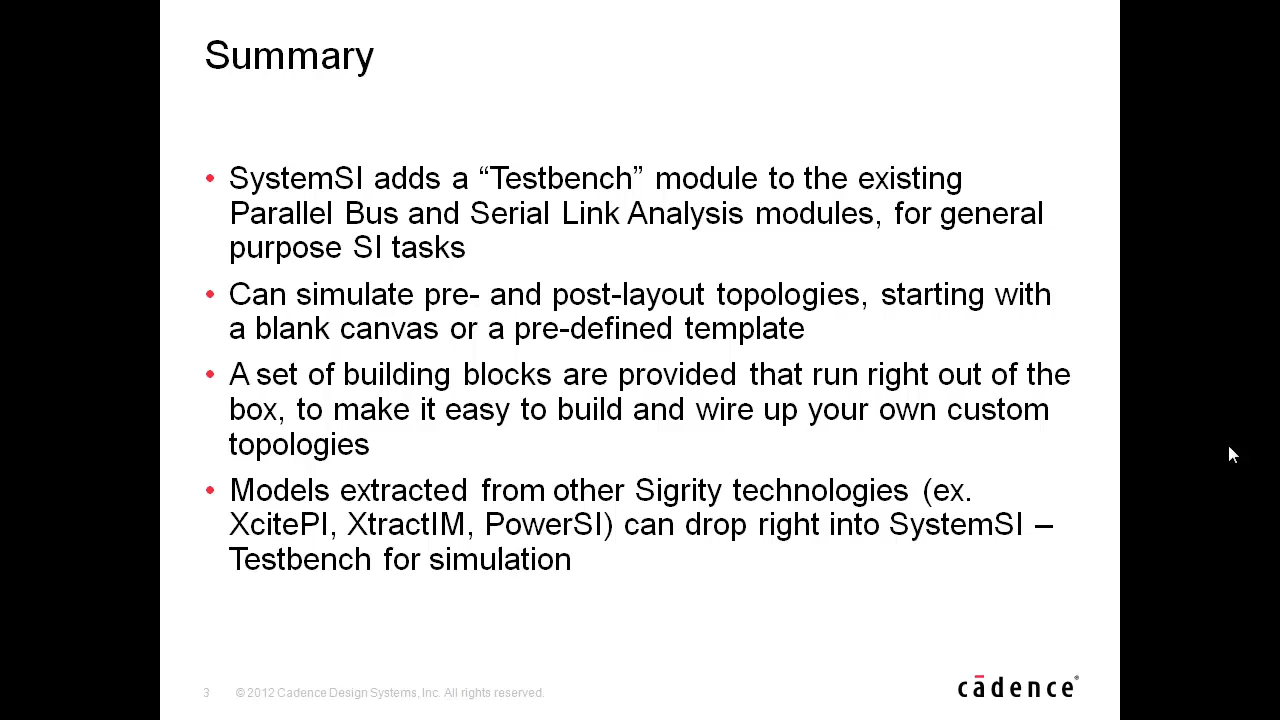 Summary
• SystemSI adds a “Testbench” module to the existing
Parallel Bus and Serial Link Analysis modules, for general
purpose SI tasks
• Can simulate pre- and post-layout topologies, starting with
a blank canvas or a pre-defined template
• A set of building blocks are provided that run right out of the
box, to make it easy to build and wire up your own custom
topologies
• Models extracted from other Sigrity technologies (ex.
XcitePI, XtractIM, PowerSI) can drop right into SystemSI –
Testbench for simulation
3 © 2012 Cadence Design Systems, Inc. All rights reserved.
cādence®